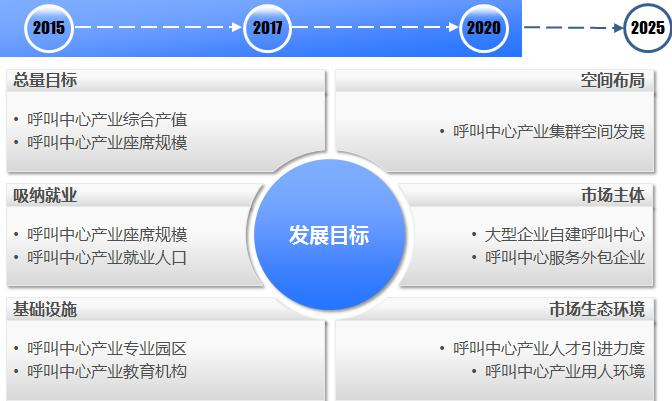 2015
2017
2020
2025
总量目标
• 呼叫中心产业综合产值
• 呼叫中心产业座席规模
空间布局
• 呼叫中心产业集群空间发展
吸纳就业
• 呼叫中心产业座席规模
• 呼叫中心产业就业人口
发展目标
市场主体
• 大型企业自建呼叫中心
• 呼叫中心服务外包企业
基础设施
• 呼叫中心产业专业园区
• 呼叫中心产业教育机构
市场生态环境
• 呼叫中心产业人才引进力度
• 呼叫中心产业用人环境